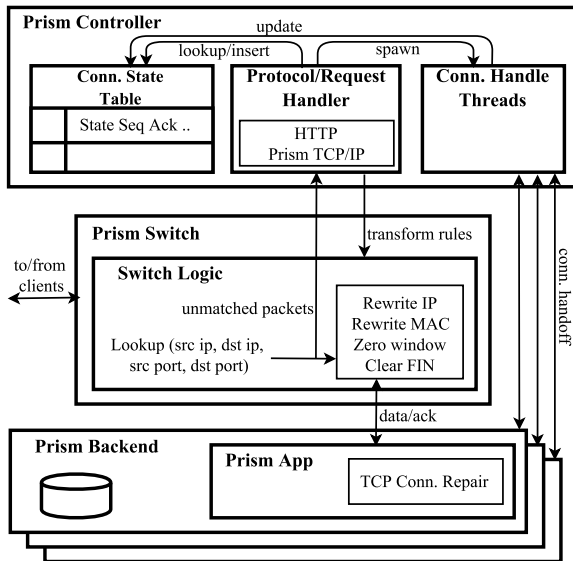 Prism Controller
update
lookup/insert
spawn
Conn. State
Table
State Seq Ack ..
Protocol/Request
Handler
HTTP
Prism TCP/IP
Conn. Handle
Threads
Prism Switch
transform rules
to/from
clients
Switch Logic
unmatched packets
Lookup (src ip, dst ip,
src port, dst port)
Rewrite IP
Rewrite MAC
Zero window
Clear FIN
conn. handoff
data/ack
Prism Backend
Prism App
TCP Conn. Repair